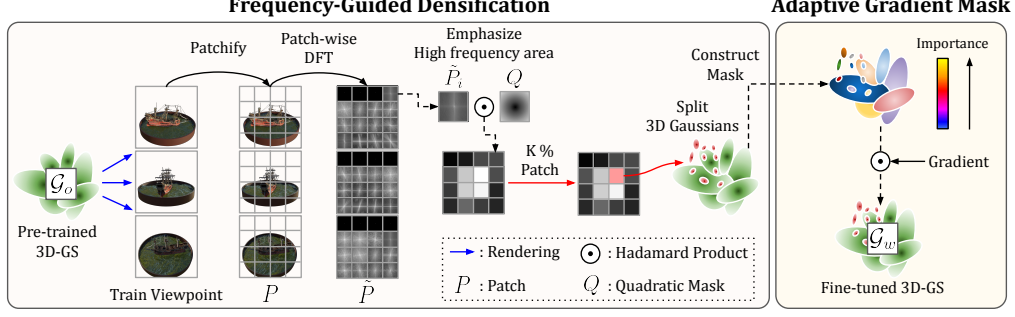 Frequency-Guided Densification
Adaptive Gradient Mask
Patchify
Patch-wise
DFT
Emphasize
High frequency area
P̃ᵢ
Q
K %
Patch
Split
3D Gaussians
Construct
Mask
Importance
Gradient
𝒢ₒ
Pre-trained
3D-GS
Train Viewpoint
P
P̃
: Rendering
: Hadamard Product
P : Patch
Q : Quadratic Mask
𝒢_w
Fine-tuned 3D-GS